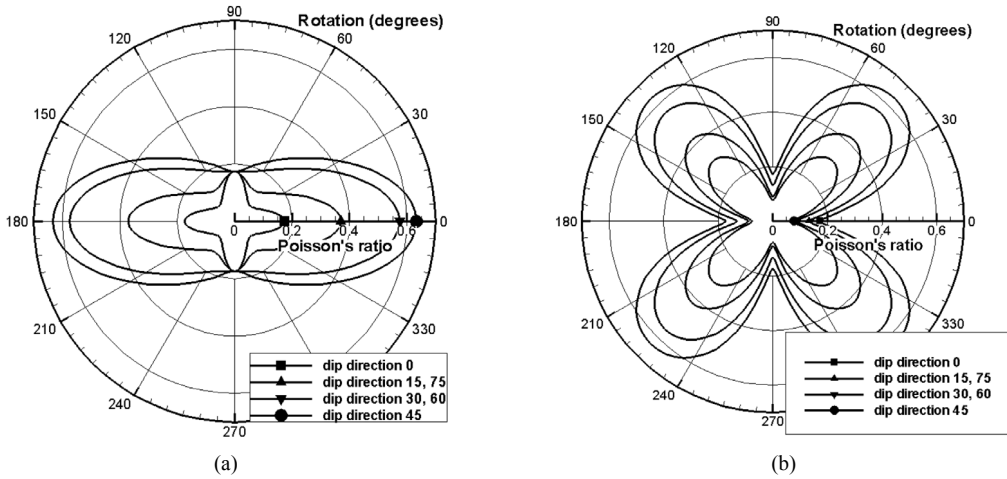 Rotation (degrees)
90
120
60
150
30
180
0
0
0.2
0.4
0.6
Poisson's ratio
210
330
240
270
dip direction 0
dip direction 15, 75
dip direction 30, 60
dip direction 45
(a)
Rotation (degrees)
90
120
60
150
30
180
0
0
0.2
0.4
0.6
Poisson's ratio
210
330
240
270
dip direction 0
dip direction 15, 75
dip direction 30, 60
dip direction 45
(b)